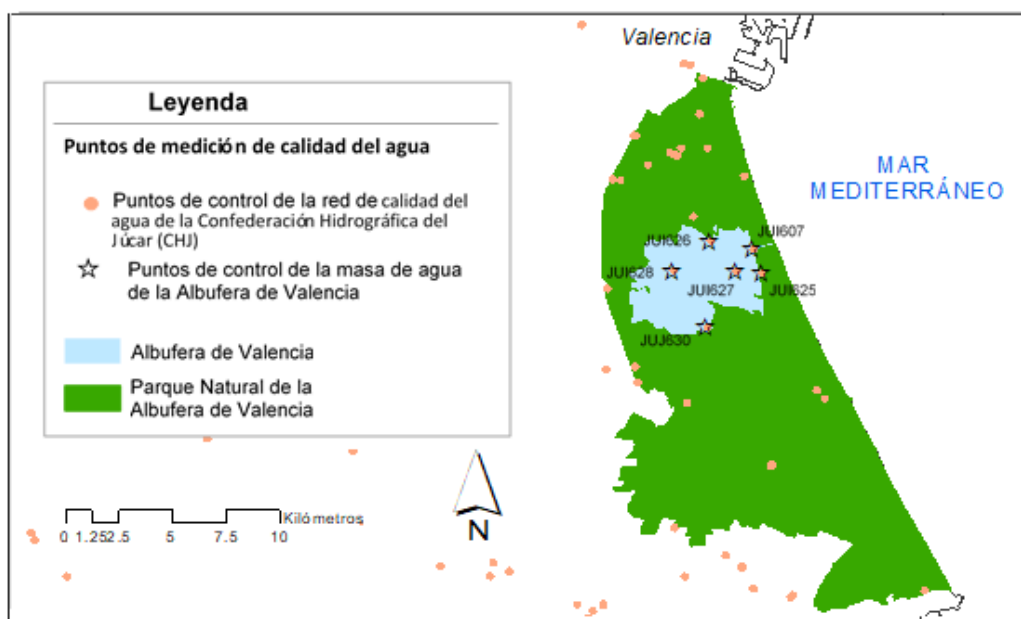 Valencia
Leyenda
Puntos de medición de calidad del agua
Puntos de control de la red de calidad del
agua de la Confederación Hidrográfica del
Júcar (CHJ)
Puntos de control de la masa de agua
de la Albufera de Valencia
Albufera de Valencia
Parque Natural de la
Albufera de Valencia
MAR
MEDITERRÁNEO
JUI626
JUI607
JUI628
JUI627
JUI625
JUJ630
Kilómetros
0 1.252.5 5 7.5 10
N